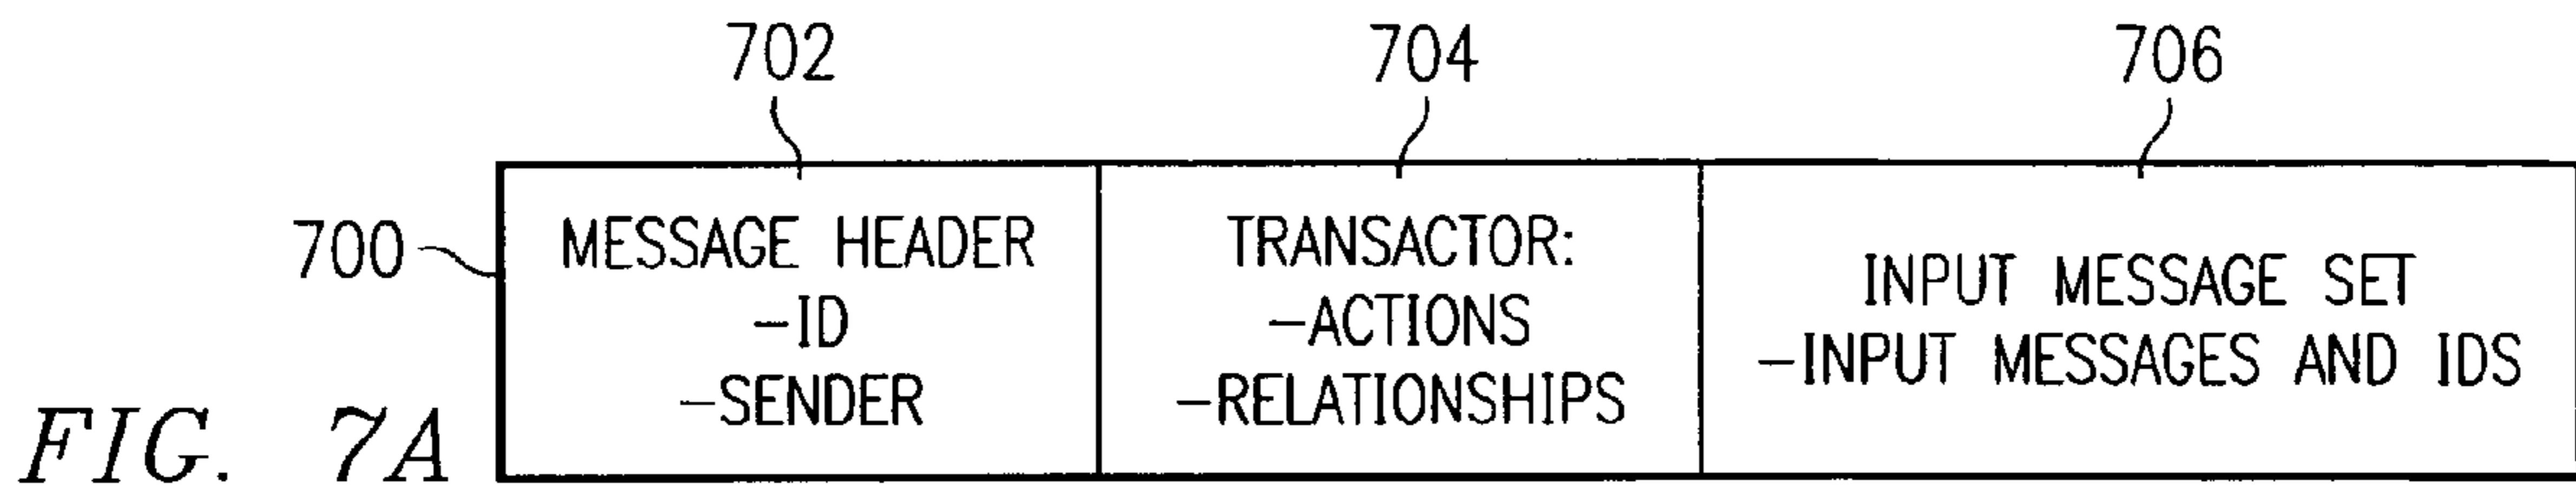 702
704
706
700
MESSAGE HEADER
-ID
-SENDER
TRANSACTOR:
-ACTIONS
-RELATIONSHIPS
INPUT MESSAGE SET
-INPUT MESSAGES AND IDS
FIG. 7A